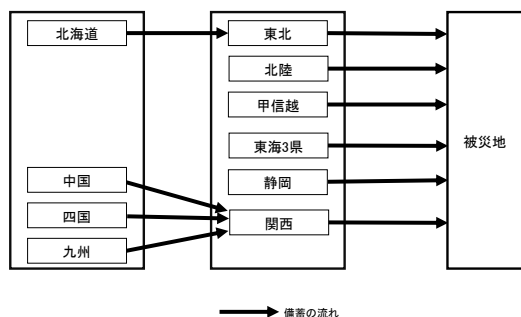 北海道
中国
四国
九州
東北
北陸
甲信越
東海3県
静岡
関西
被災地
備蓄の流れ